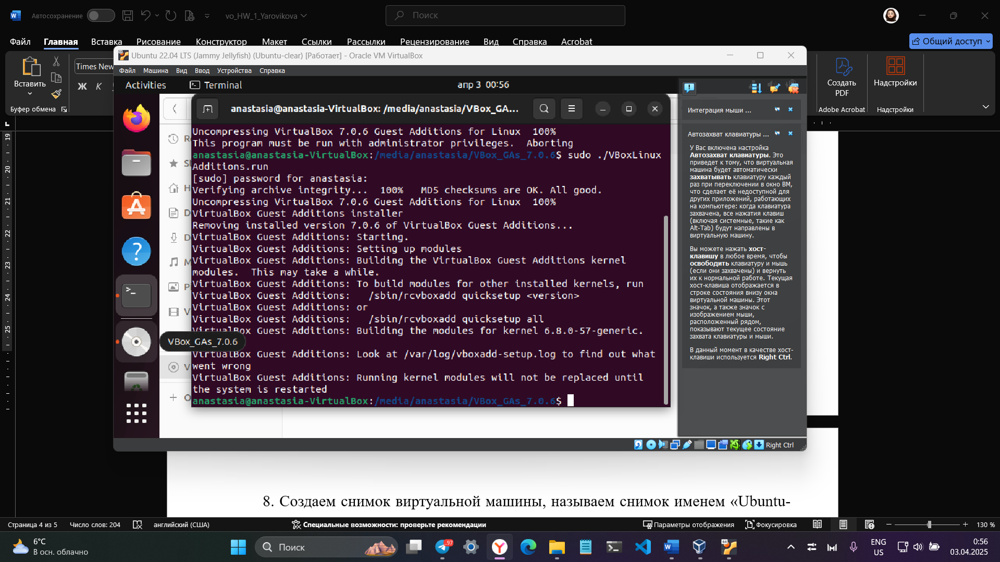 Автосохранение
vo_HW_1_Yarovikova
Поиск
Файл Главная Вставка Рисование Конструктор Макет Ссылки Рассылки Рецензирование Вид Справка Acrobat
Общий доступ
Вставить
Буфер обмена
Times New
Ж К
Создать PDF
Adobe Acrobat
Надстройки
Надстройки
Ubuntu 22.04 LTS (Jammy Jellyfish) (Ubuntu-clear) [Работает] - Oracle VM VirtualBox
Файл Машина Вид Ввод Устройства Справка
Activities Terminal апр 3 00:56
anastasia@anastasia-VirtualBox: /media/anastasia/VBox_GA...
Uncompressing VirtualBox 7.0.6 Guest Additions for Linux 100%
This program must be run with administrator privileges. Aborting
anastasia@anastasia-VirtualBox:/media/anastasia/VBox_GAs_7.0.6$ sudo ./VBoxLinux
Additions.run
[sudo] password for anastasia:
Verifying archive integrity... 100% MD5 checksums are OK. All good.
Uncompressing VirtualBox 7.0.6 Guest Additions for Linux 100%
VirtualBox Guest Additions installer
Removing installed version 7.0.6 of VirtualBox Guest Additions...
VirtualBox Guest Additions: Starting.
VirtualBox Guest Additions: Setting up modules
VirtualBox Guest Additions: Building the VirtualBox Guest Additions kernel
modules. This may take a while.
VirtualBox Guest Additions: To build modules for other installed kernels, run
VirtualBox Guest Additions: /sbin/rcvboxadd quicksetup <version>
VirtualBox Guest Additions: or
VirtualBox Guest Additions: /sbin/rcvboxadd quicksetup all
VirtualBox Guest Additions: Building the modules for kernel 6.8.0-57-generic.
VBox_GAs_7.0.6
VirtualBox Guest Additions: Look at /var/log/vboxadd-setup.log to find out what
went wrong
VirtualBox Guest Additions: Running kernel modules will not be replaced until
the system is restarted
anastasia@anastasia-VirtualBox:/media/anastasia/VBox_GAs_7.0.6$
Интеграция мыши ...
Автозахват клавиатуры ...
У Вас включена настройка
Автозахват клавиатуры. Это
приведет к тому, что виртуальная
машина будет автоматически
захватывать клавиатуру каждый
раз при переключении в окно ВМ,
что сделает её недоступной для
других приложений, работающих
на компьютере: когда клавиатура
захвачена, все нажатия клавиш
(включая системные, такие как
Alt-Tab) будут направлены в
виртуальную машину.
Вы можете нажать хост-
клавишу в любое время, чтобы
освободить клавиатуру и мышь
(если они захвачены) и вернуть
их к нормальной работе. Текущая
хост-клавиша отображается в
строке состояния внизу окна
виртуальной машины. Этот
значок, а также значок с
изображением мыши,
расположенный рядом,
показывают текущее состояние
захвата клавиатуры и мыши.
В данный момент в качестве хост-
клавиши используется Right Ctrl.
Right Ctrl
19
20
21
22
23
24
25
8. Создаем снимок виртуальной машины, называем снимок именем «Ubuntu-
Страница 4 из 5 Число слов: 204 английский (США) Специальные возможности: проверьте рекомендации Параметры отображения Фокусировка 130 %
6°C
В осн. облачно
Поиск
97
64
ENG
US
0:56
03.04.2025